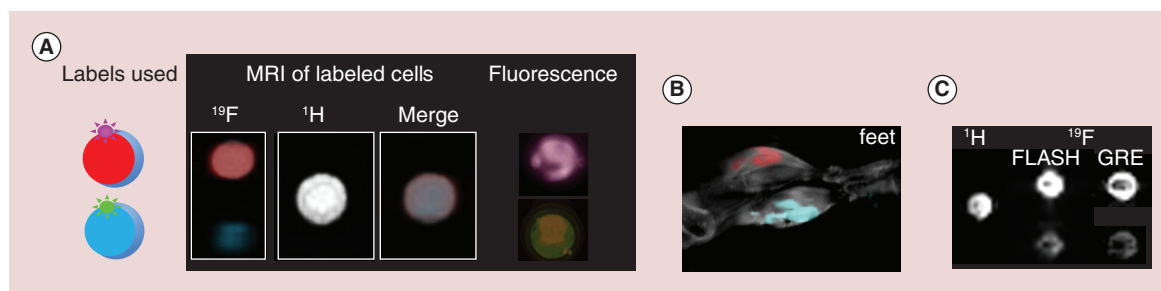 A
Labels used
MRI of labeled cells
Fluorescence
¹⁹F
¹H
Merge
B
feet
C
¹H
¹⁹F
FLASH
GRE